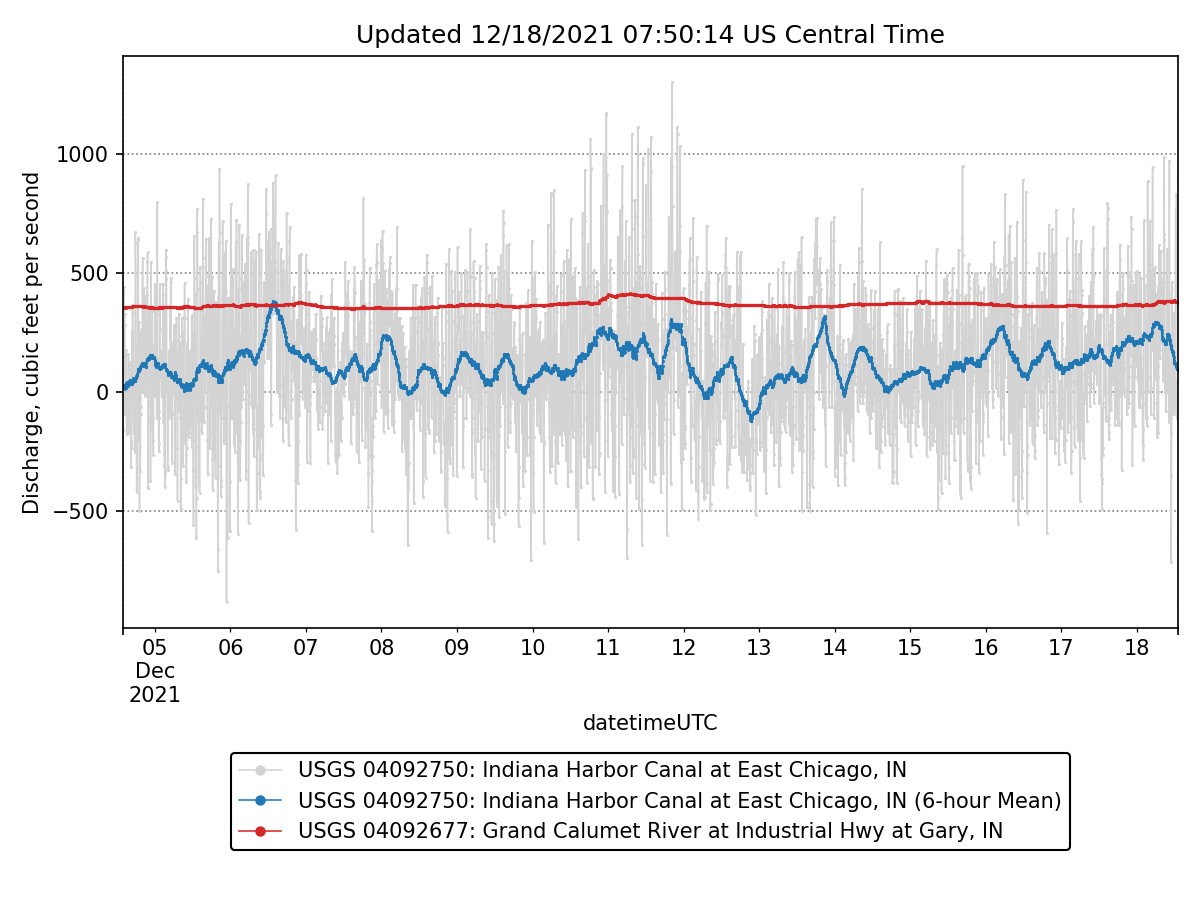 Updated 12/18/2021 07:50:14 US Central Time
Discharge, cubic feet per second
1000
500
0
−500
05 06 07 08 09 10 11 12 13 14 15 16 17 18
Dec
2021
datetimeUTC
USGS 04092750: Indiana Harbor Canal at East Chicago, IN
USGS 04092750: Indiana Harbor Canal at East Chicago, IN (6-hour Mean)
USGS 04092677: Grand Calumet River at Industrial Hwy at Gary, IN